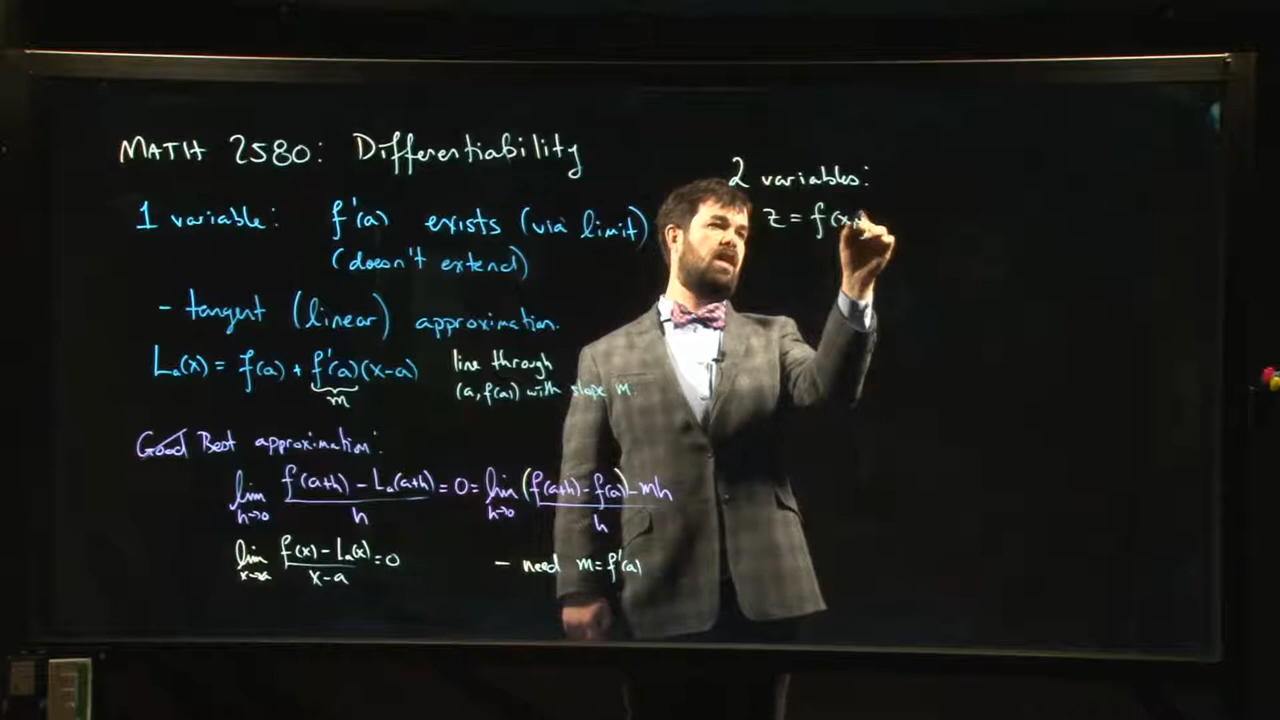 MATH 2580: Differentiability
1 variable: f'(a) exists (via limit)
(doesn't extend)
- tangent (linear) approximation.
Lₐ(x) = f(a) + f'(a)(x-a)
m
line through
(a, f(a)) with slope m.
Good Best approximation:
lim h→0 (f(a+h) - Lₐ(a+h))/h = 0 = lim h→0 ((f(a+h) - f(a)) - mh)/h
lim x→a (f(x) - Lₐ(x))/(x-a) = 0
- need m = f'(a)
2 variables:
z = f(x,